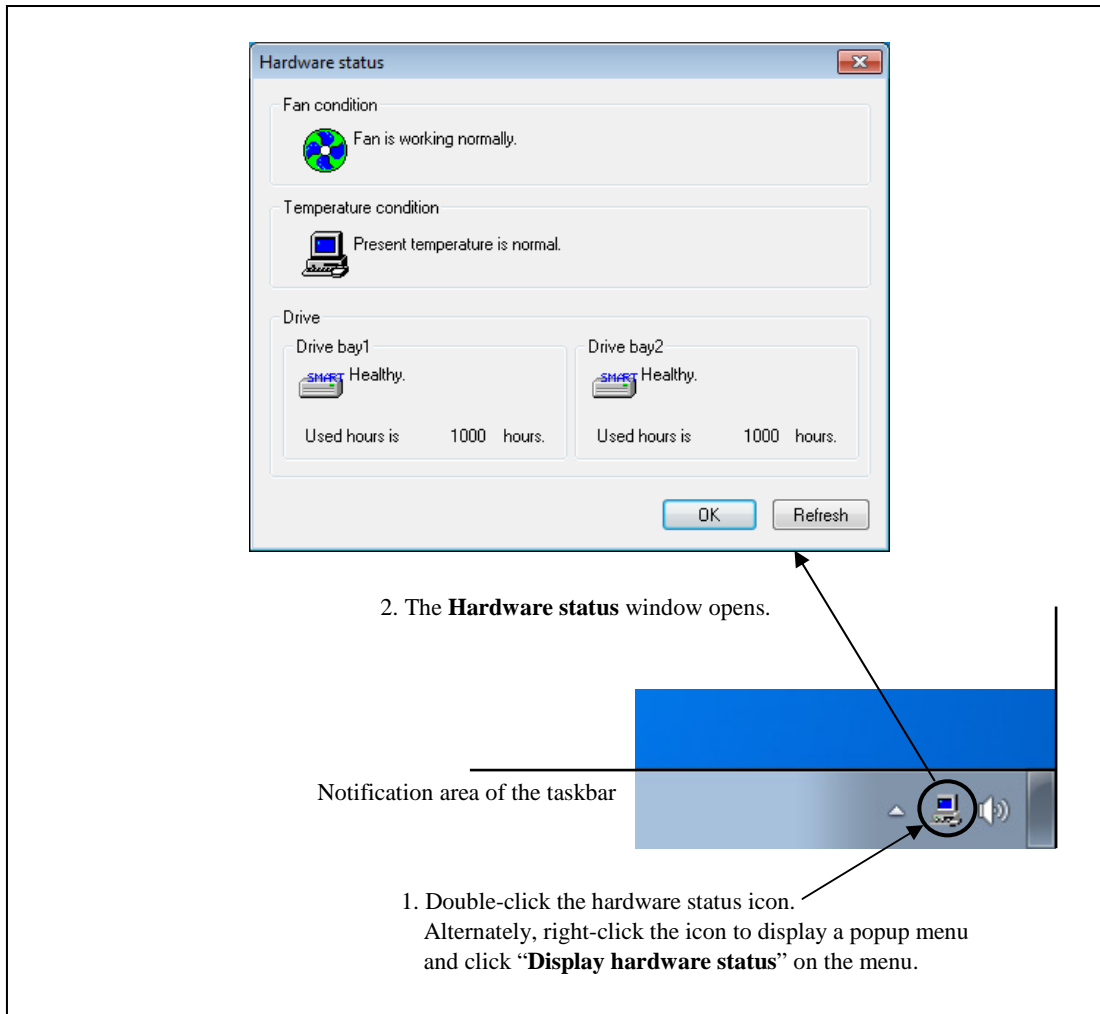 Hardware status
Fan condition
Fan is working normally.
Temperature condition
Present temperature is normal.
Drive
Drive bay1
SMART Healthy.
Used hours is 1000 hours.
Drive bay2
SMART Healthy.
Used hours is 1000 hours.
OK Refresh
2. The Hardware status window opens.
Notification area of the taskbar
1. Double-click the hardware status icon.
Alternately, right-click the icon to display a popup menu
and click “Display hardware status” on the menu.